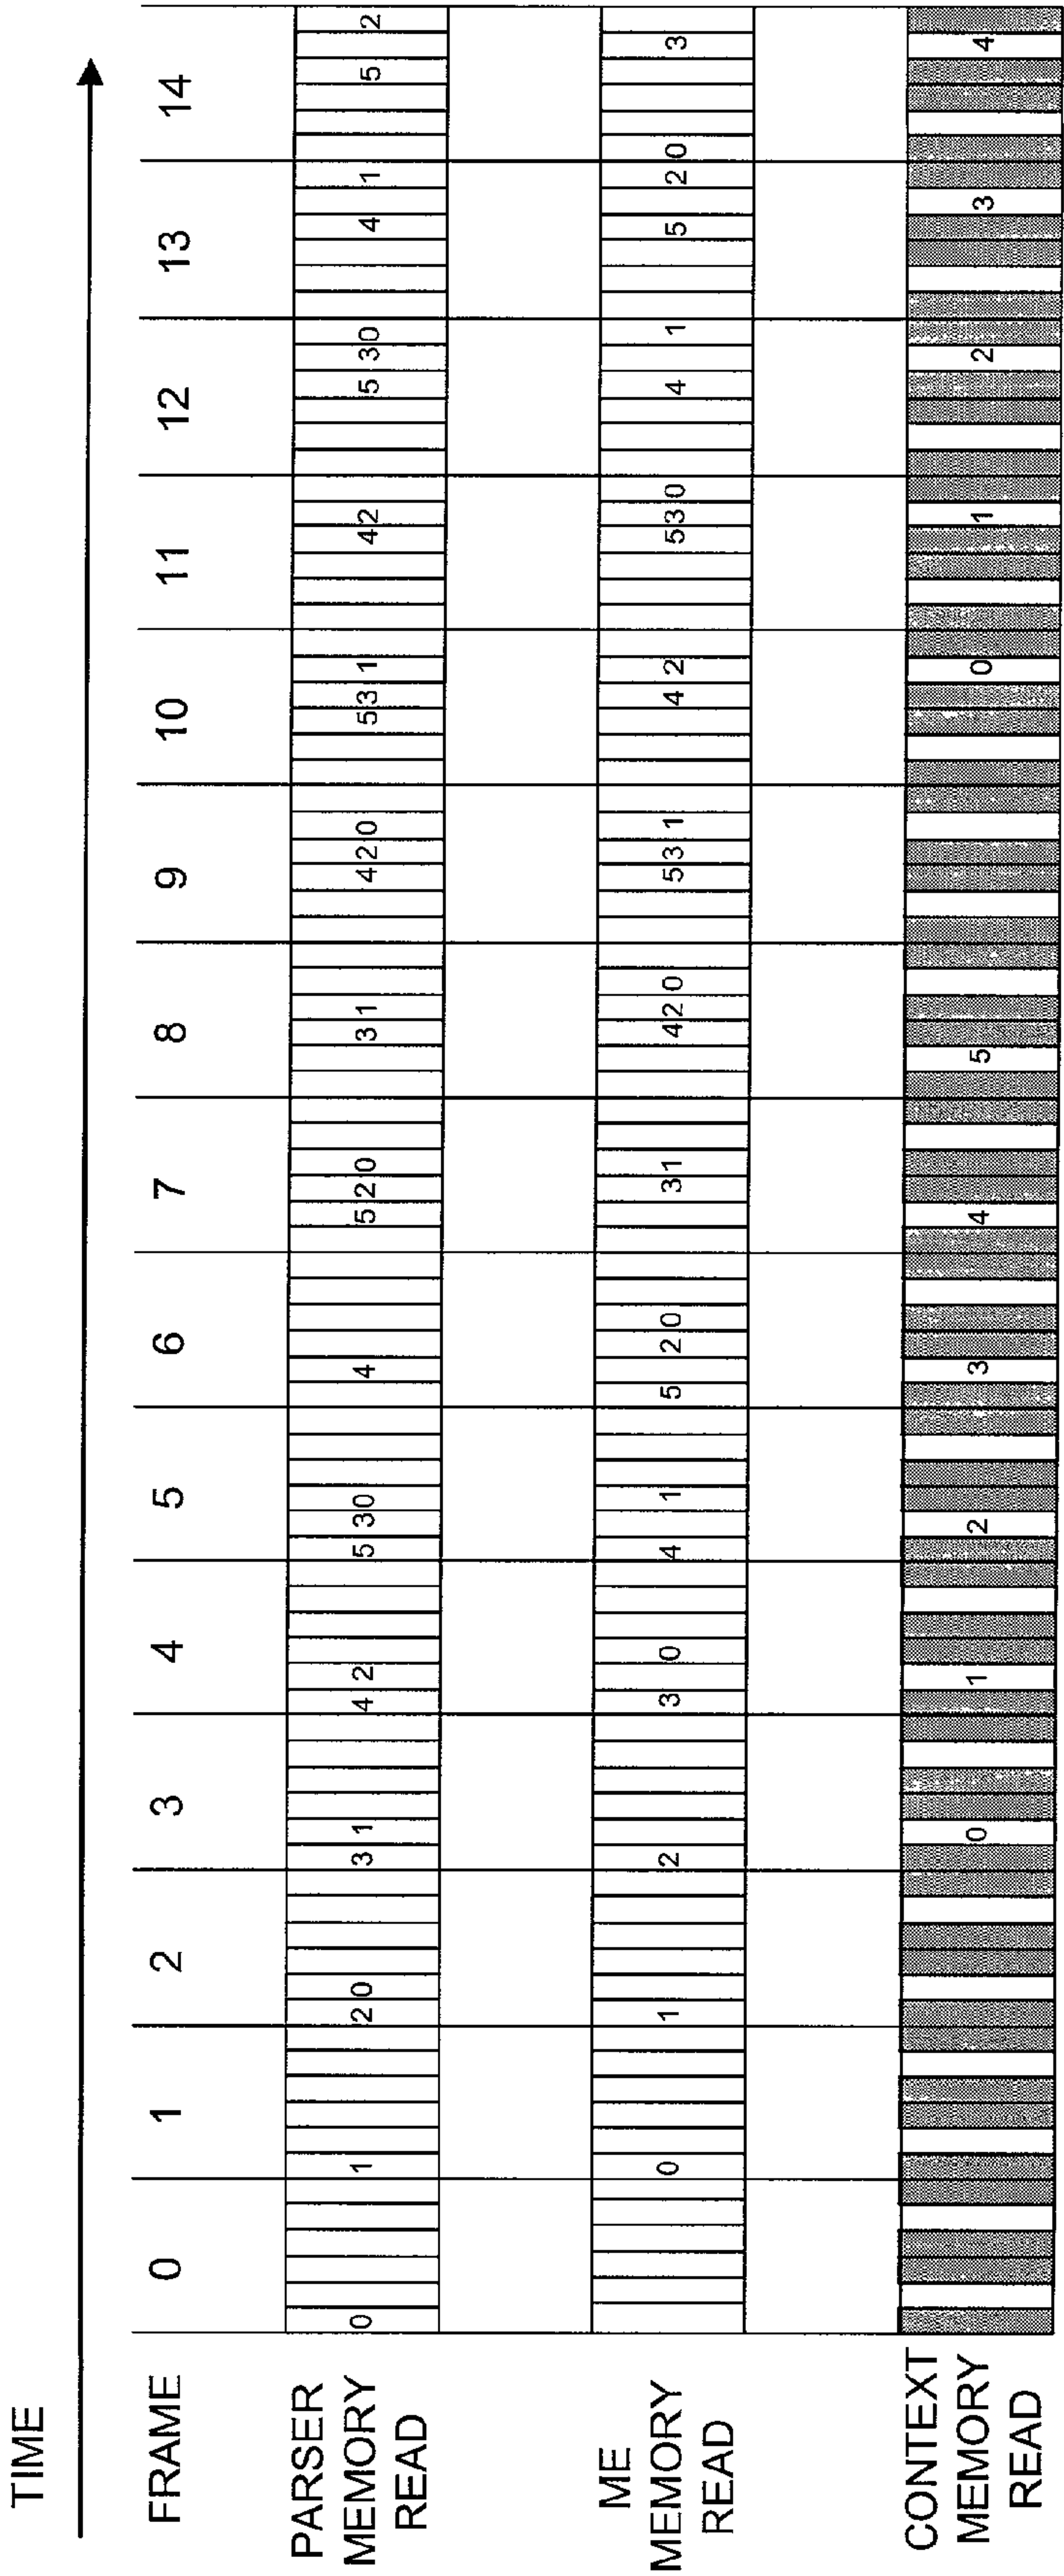 TIME
FRAME 0 1 2 3 4 5 6 7 8 9 10 11 12 13 14
PARSER
MEMORY
READ
0 1 2 0 3 1 4 2 5 3 0 4 5 2 0 3 1 4 2 0 5 3 1 4 2 5 3 0 4 1 5 2
ME
MEMORY
READ
0 1 2 3 0 4 1 5 2 0 3 1 4 2 0 5 3 1 4 2 5 3 0 4 1 5 2 0 3
CONTEXT
MEMORY
READ
0 1 2 3 4 5 0 1 2 3 4